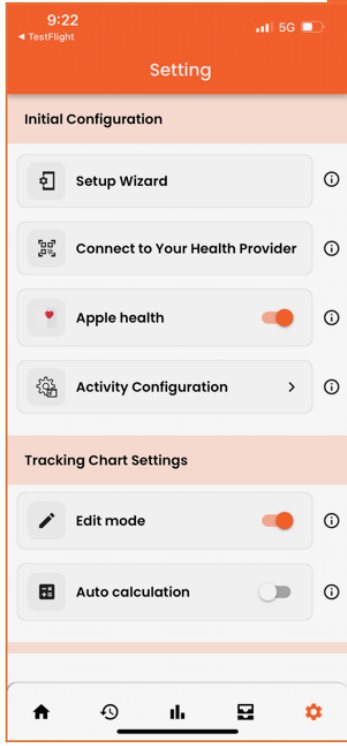 9:22
5G
◀ TestFlight
Setting
Initial Configuration
Setup Wizard
Connect to Your Health Provider
Apple health
Activity Configuration
Tracking Chart Settings
Edit mode
Auto calculation